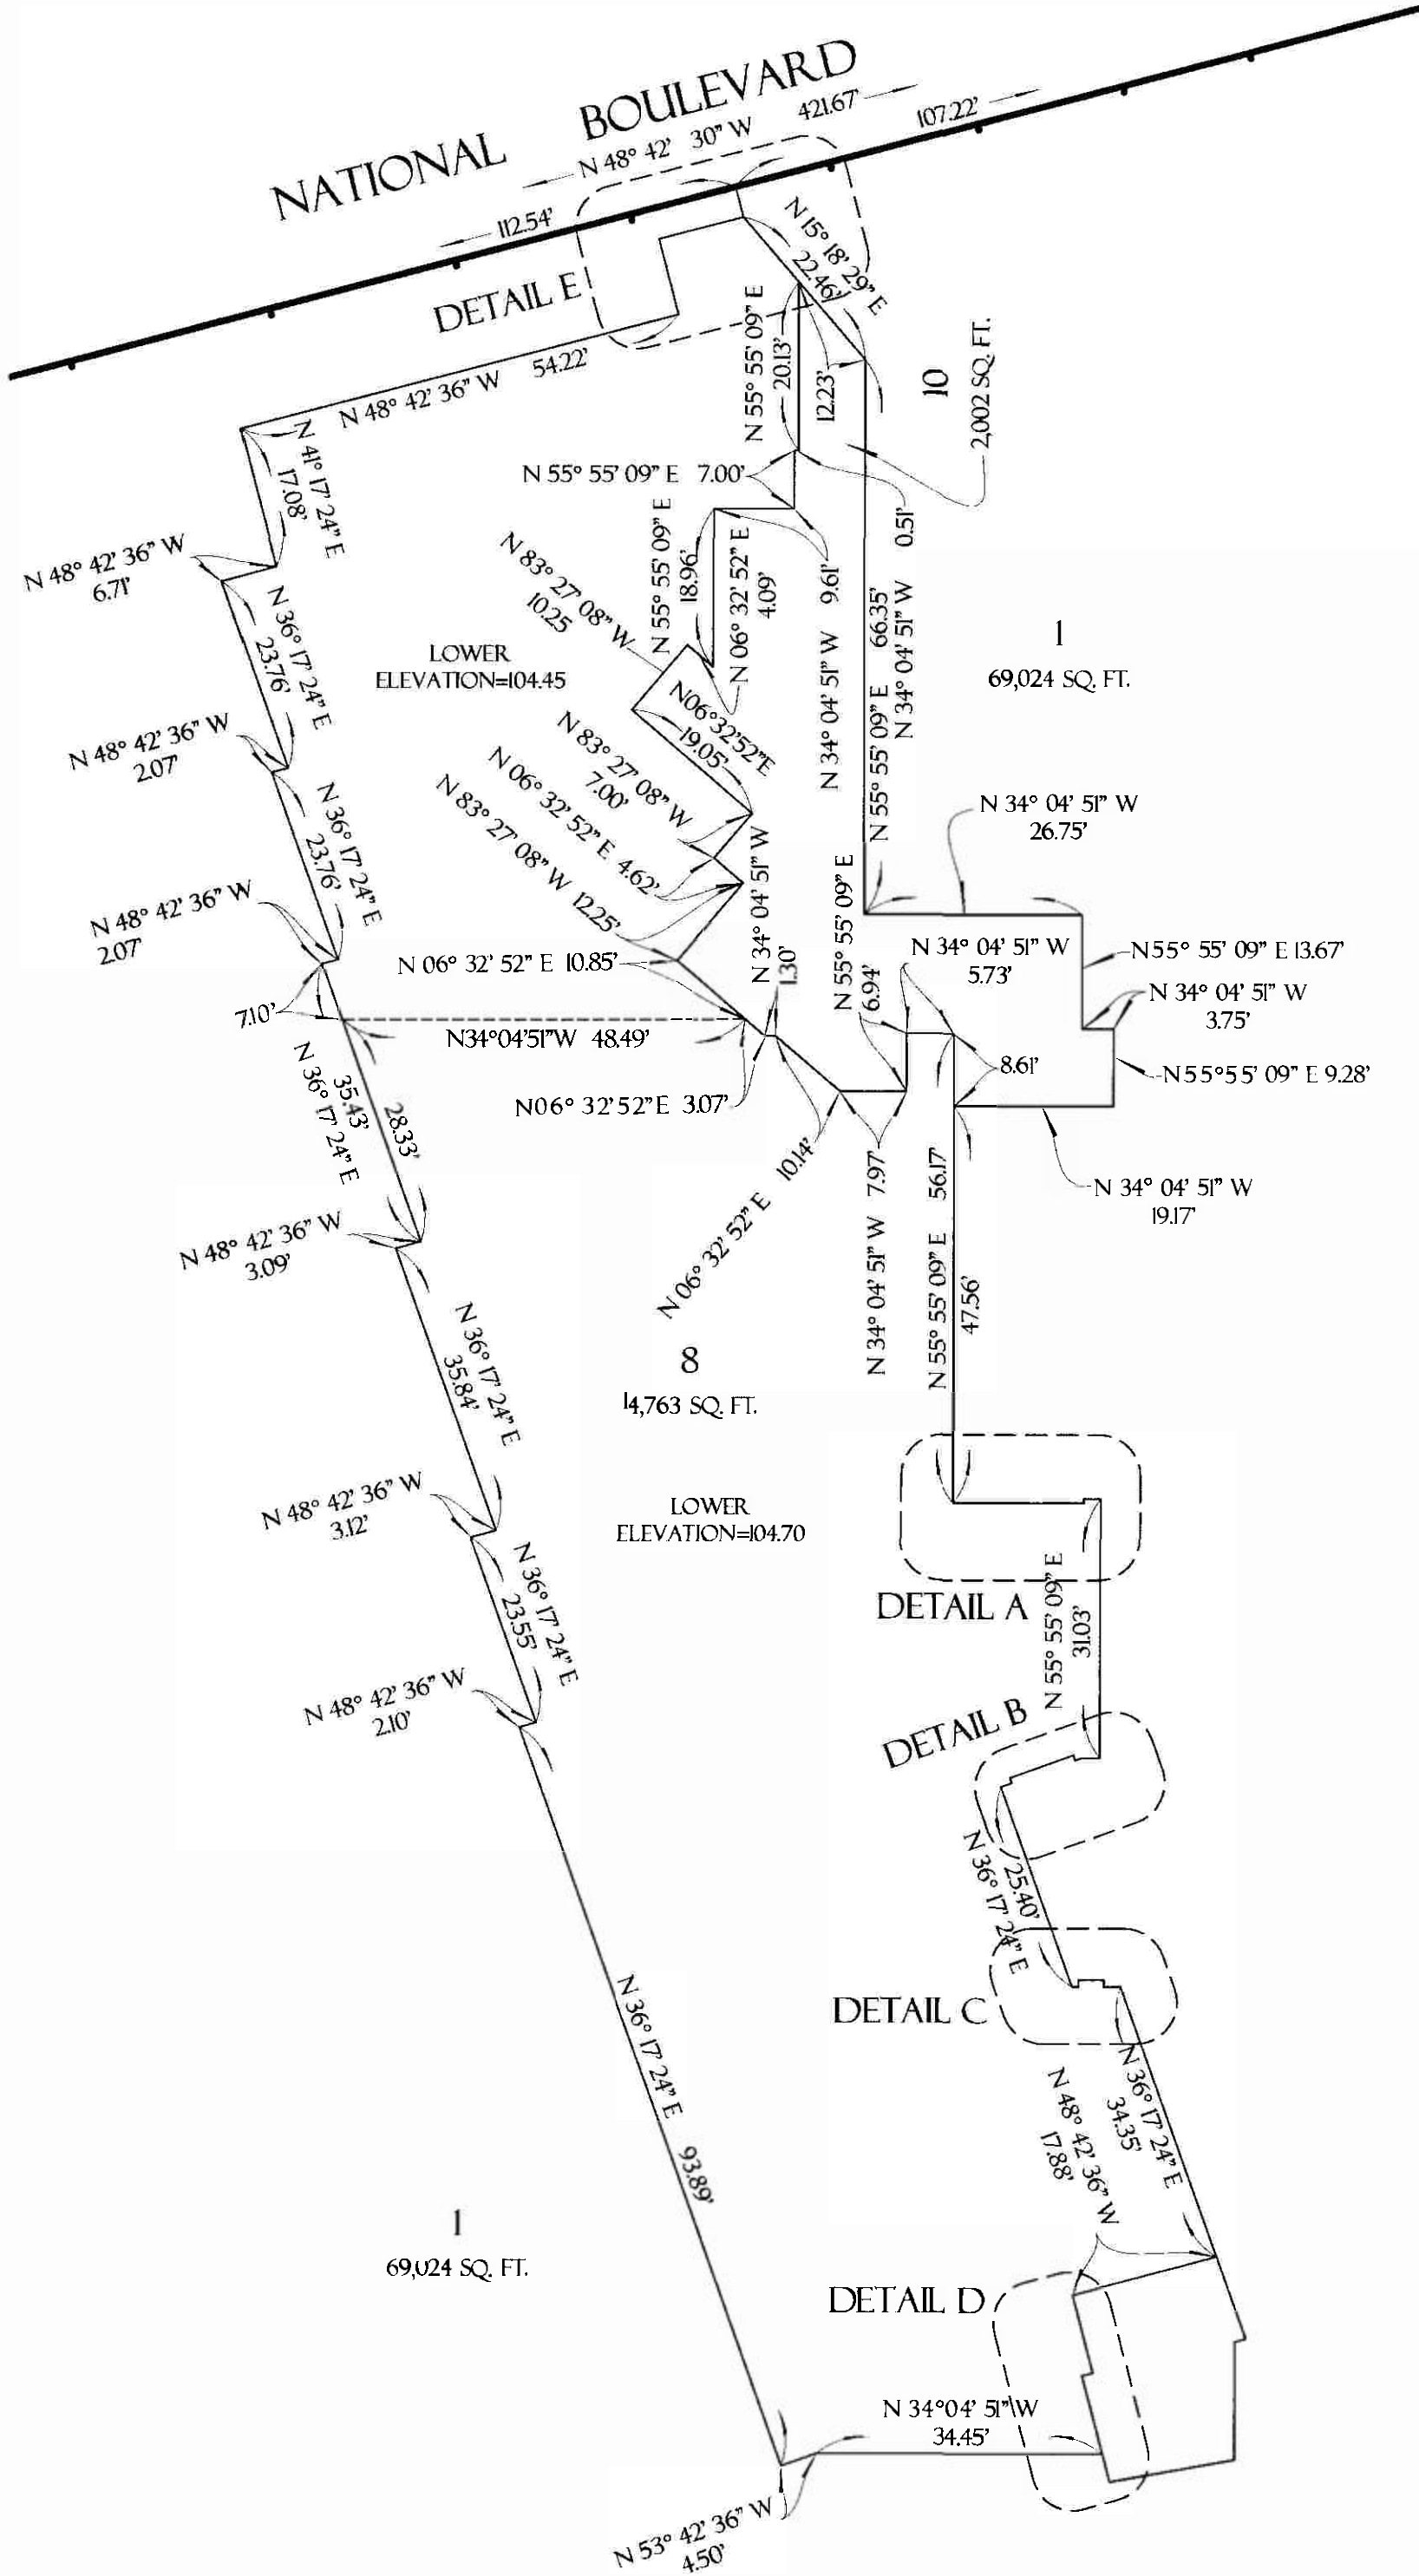 NATIONAL BOULEVARD
N 48° 42' 30" W 421.67'
107.22'
112.54'
DETAIL E
N 15° 18' 29" E
22.46'
N 55° 55' 09" E
20.13'
12.23'
10
2,002 SQ. FT.
N 48° 42' 36" W 54.22'
N 41° 17' 24" E
17.08'
N 55° 55' 09" E 7.00'
0.51'
N 34° 04' 51" W
N 48° 42' 36" W
6.71'
N 55° 55' 09" E
18.96'
N 06° 32' 52" E
4.09'
N 83° 27' 08" W
10.25
N 34° 04' 51" W 9.61'
N 55° 55' 09" E 66.35'
N 36° 17' 24" E
23.76'
LOWER
ELEVATION=104.45
1
69,024 SQ. FT.
N06°32'52"E
19.05'
N 48° 42' 36" W
2.07'
N 83° 27' 08" W
7.00'
N 06° 32' 52" E 4.62'
N 83° 27' 08" W 12.25'
N 36° 17' 24" E
23.76'
N 34° 04' 51" W
26.75'
N 34° 04' 51" W
1.30'
N 55° 55' 09" E
6.94'
N 48° 42' 36" W
2.07'
N 34° 04' 51" W
5.73'
N55° 55' 09" E 13.67'
N 06° 32' 52" E 10.85'
N 34° 04' 51" W
3.75'
7.10'
N34°04'51"W 48.49'
8.61'
N55°55' 09" E 9.28'
N 36° 17' 24" E
35.43'
28.33'
N06° 32'52"E 3.07'
N 06° 32' 52" E 10.14'
N 34° 04' 51" W 7.97'
N 55° 55' 09" E 56.17'
47.56'
N 34° 04' 51" W
19.17'
N 48° 42' 36" W
3.09'
N 36° 17' 24" E
35.84'
8
14,763 SQ. FT.
N 48° 42' 36" W
3.12'
LOWER
ELEVATION=104.70
N 36° 17' 24" E
23.55'
DETAIL A
N 55° 55' 09" E
31.03'
N 48° 42' 36" W
2.10'
DETAIL B
N 36° 17' 24" E
25.40'
DETAIL C
N 36° 17' 24" E 93.89'
N 36° 17' 24" E
34.35'
N 48° 42' 36" W
17.88'
1
69,024 SQ. FT.
DETAIL D
N 34°04' 51" W
34.45'
N 53° 42' 36" W
4.50'